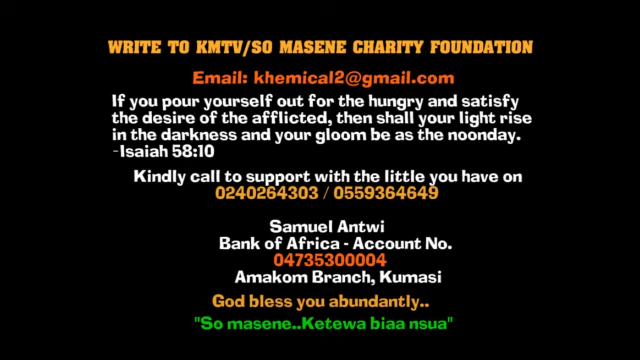 WRITE TO KMTV/SO MASENE CHARITY FOUNDATION
Email: khemical2@gmail.com
If you pour yourself out for the hungry and satisfy
the desire of the afflicted, then shall your light rise
in the darkness and your gloom be as the noonday.
-Isaiah 58:10
Kindly call to support with the little you have on
0240264303 / 0559364649
Samuel Antwi
Bank of Africa - Account No.
04735300004
Amakom Branch, Kumasi
God bless you abundantly..
"So masene..Ketewa biaa nsua"